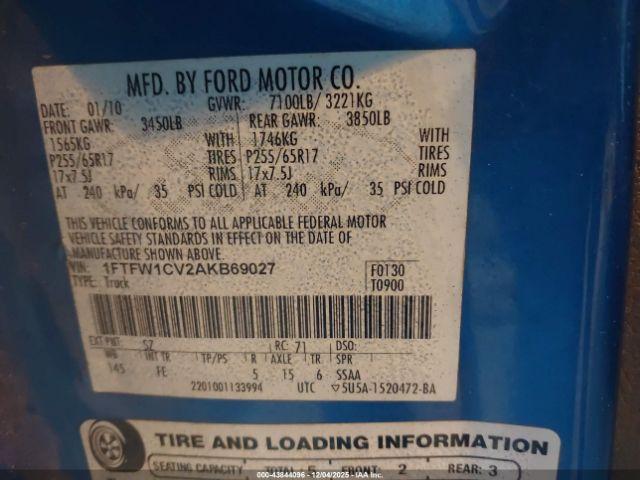 MFD. BY FORD MOTOR CO.
DATE: 01/10 GVWR: 7100LB/ 3221KG
FRONT GAWR: 3450LB REAR GAWR: 3850LB
1565KG WITH 1746KG WITH
P255/65R17 TIRES P255/65R17 TIRES
17x7.5J RIMS 17x7.5J RIMS
AT 240 kPa/ 35 PSI COLD AT 240 kPa/ 35 PSI COLD
THIS VEHICLE CONFORMS TO ALL APPLICABLE FEDERAL MOTOR
VEHICLE SAFETY STANDARDS IN EFFECT ON THE DATE OF
MANUFACTURE SHOWN ABOVE.
VIN: 1FTFW1CV2AKB69027 F0130
TYPE: Truck T0900
EXT PNT: SZ RC: 71 DSO:
WB INT TR TP/PS R AXLE TR SPR
145 FE 5 15 6 SSAA
2201001133994 UTC ▽5U5A-1520472-BA
TIRE AND LOADING INFORMATION
SEATING CAPACITY TOTAL 5 FRONT: 2 REAR: 3
000-43844096 - 12/04/2025 - COPART.COM